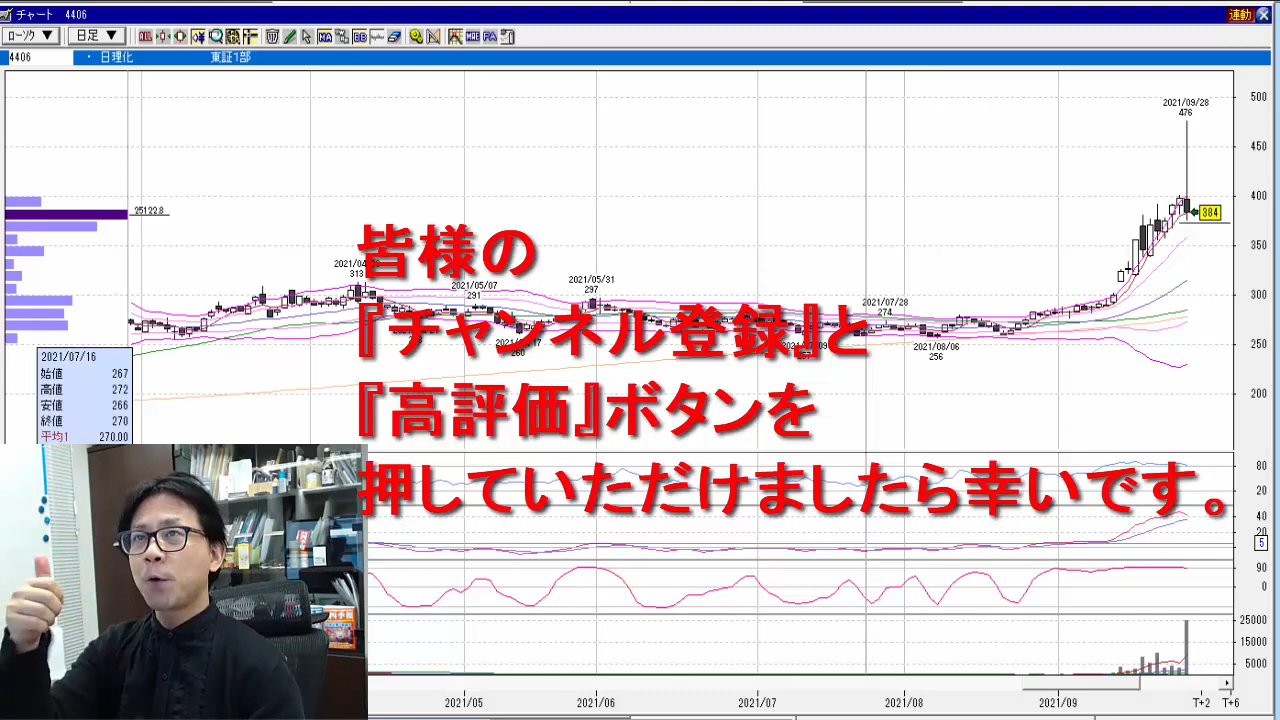 チャート 4406
連動
ローソク ▼ 日足 ▼
4406 ・ 日理化 東証1部
500
2021/09/28
476
450
400
25122.8
384
350
2021/05/31
297
2021/05/07
291
313
300
2021/07/28
274
250
2021/08/06
256
200
皆様の
『チャンネル登録』と
『高評価』ボタンを
押していただけましたら幸いです。
2021/07/16
始値 267
高値 272
安値 266
終値 270
平均1 270.00
80
20
40
20
5
90
0
25000
15000
5000
四季報
2021/05 2021/06 2021/07 2021/08 2021/09 T+2 T+6